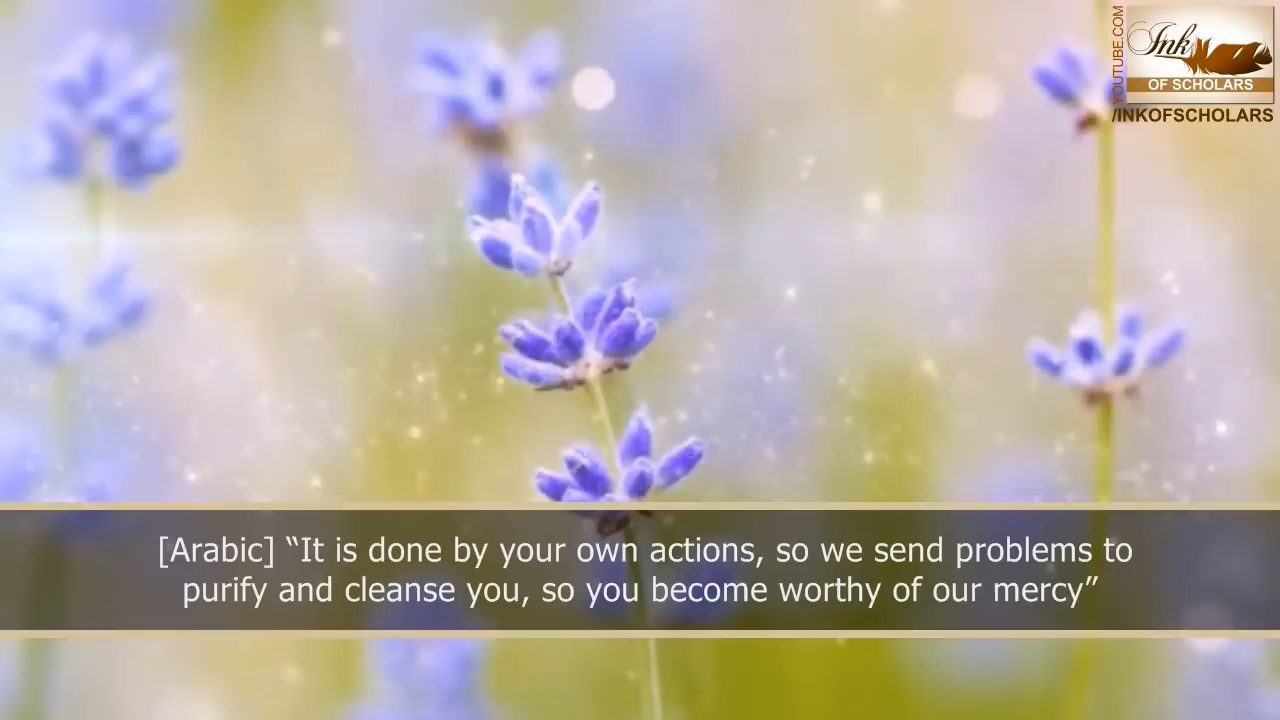 YOUTUBE.COM
Ink
OF SCHOLARS
/INKOFSCHOLARS
[Arabic] “It is done by your own actions, so we send problems to
purify and cleanse you, so you become worthy of our mercy”